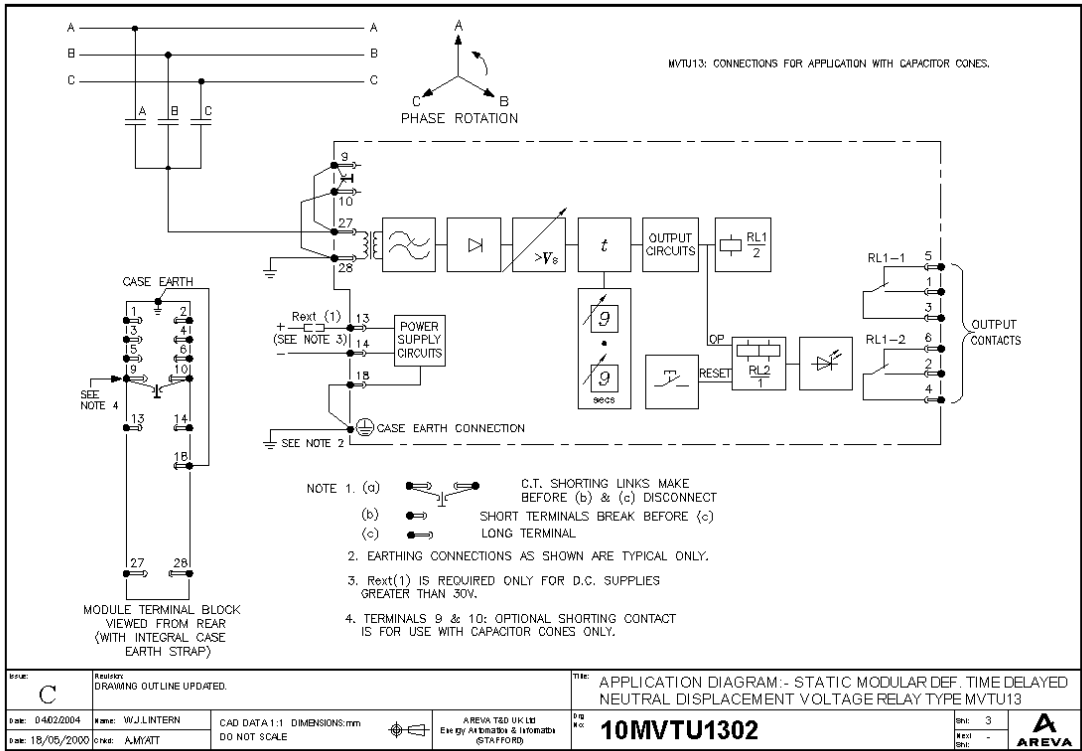 A A
B B
C C
A B C
A
C B
PHASE ROTATION
MVTU13: CONNECTIONS FOR APPLICATION WITH CAPACITOR CONES.
9
10
27
28
>Vs
t
OUTPUT
CIRCUITS
RL1
2
9
9
secs
OP
RESET
RL2
1
RL1-1 5
1
3
RL1-2 6
2
4
OUTPUT
CONTACTS
Rext (1) 13
+
(SEE NOTE 3)
14
-
POWER
SUPPLY
CIRCUITS
18
CASE EARTH CONNECTION
SEE NOTE 2
CASE EARTH
1 2
3 4
5 6
9 10
SEE
NOTE 4
13 14
18
27 28
MODULE TERMINAL BLOCK
VIEWED FROM REAR
(WITH INTEGRAL CASE
EARTH STRAP)
NOTE 1. (a) C.T. SHORTING LINKS MAKE
BEFORE (b) & (c) DISCONNECT
(b) SHORT TERMINALS BREAK BEFORE (c)
(c) LONG TERMINAL
2. EARTHING CONNECTIONS AS SHOWN ARE TYPICAL ONLY.
3. Rext(1) IS REQUIRED ONLY FOR D.C. SUPPLIES
GREATER THAN 30V.
4. TERMINALS 9 & 10: OPTIONAL SHORTING CONTACT
IS FOR USE WITH CAPACITOR CONES ONLY.
Issue: C
Revision:
DRAWING OUTLINE UPDATED.
Title: APPLICATION DIAGRAM:- STATIC MODULAR DEF. TIME DELAYED
NEUTRAL DISPLACEMENT VOLTAGE RELAY TYPE MVTU13
Date: 04/02/2004 Name: W.J.LINTERN
Date: 18/05/2000 Chkd: A.MYATT
CAD DATA 1:1 DIMENSIONS:mm
DO NOT SCALE
AREVA T&D UK Ltd
Energy Automation & Information
(STAFFORD)
Drg No: 10MVTU1302
Sht: 3
Next Sht: -
AREVA